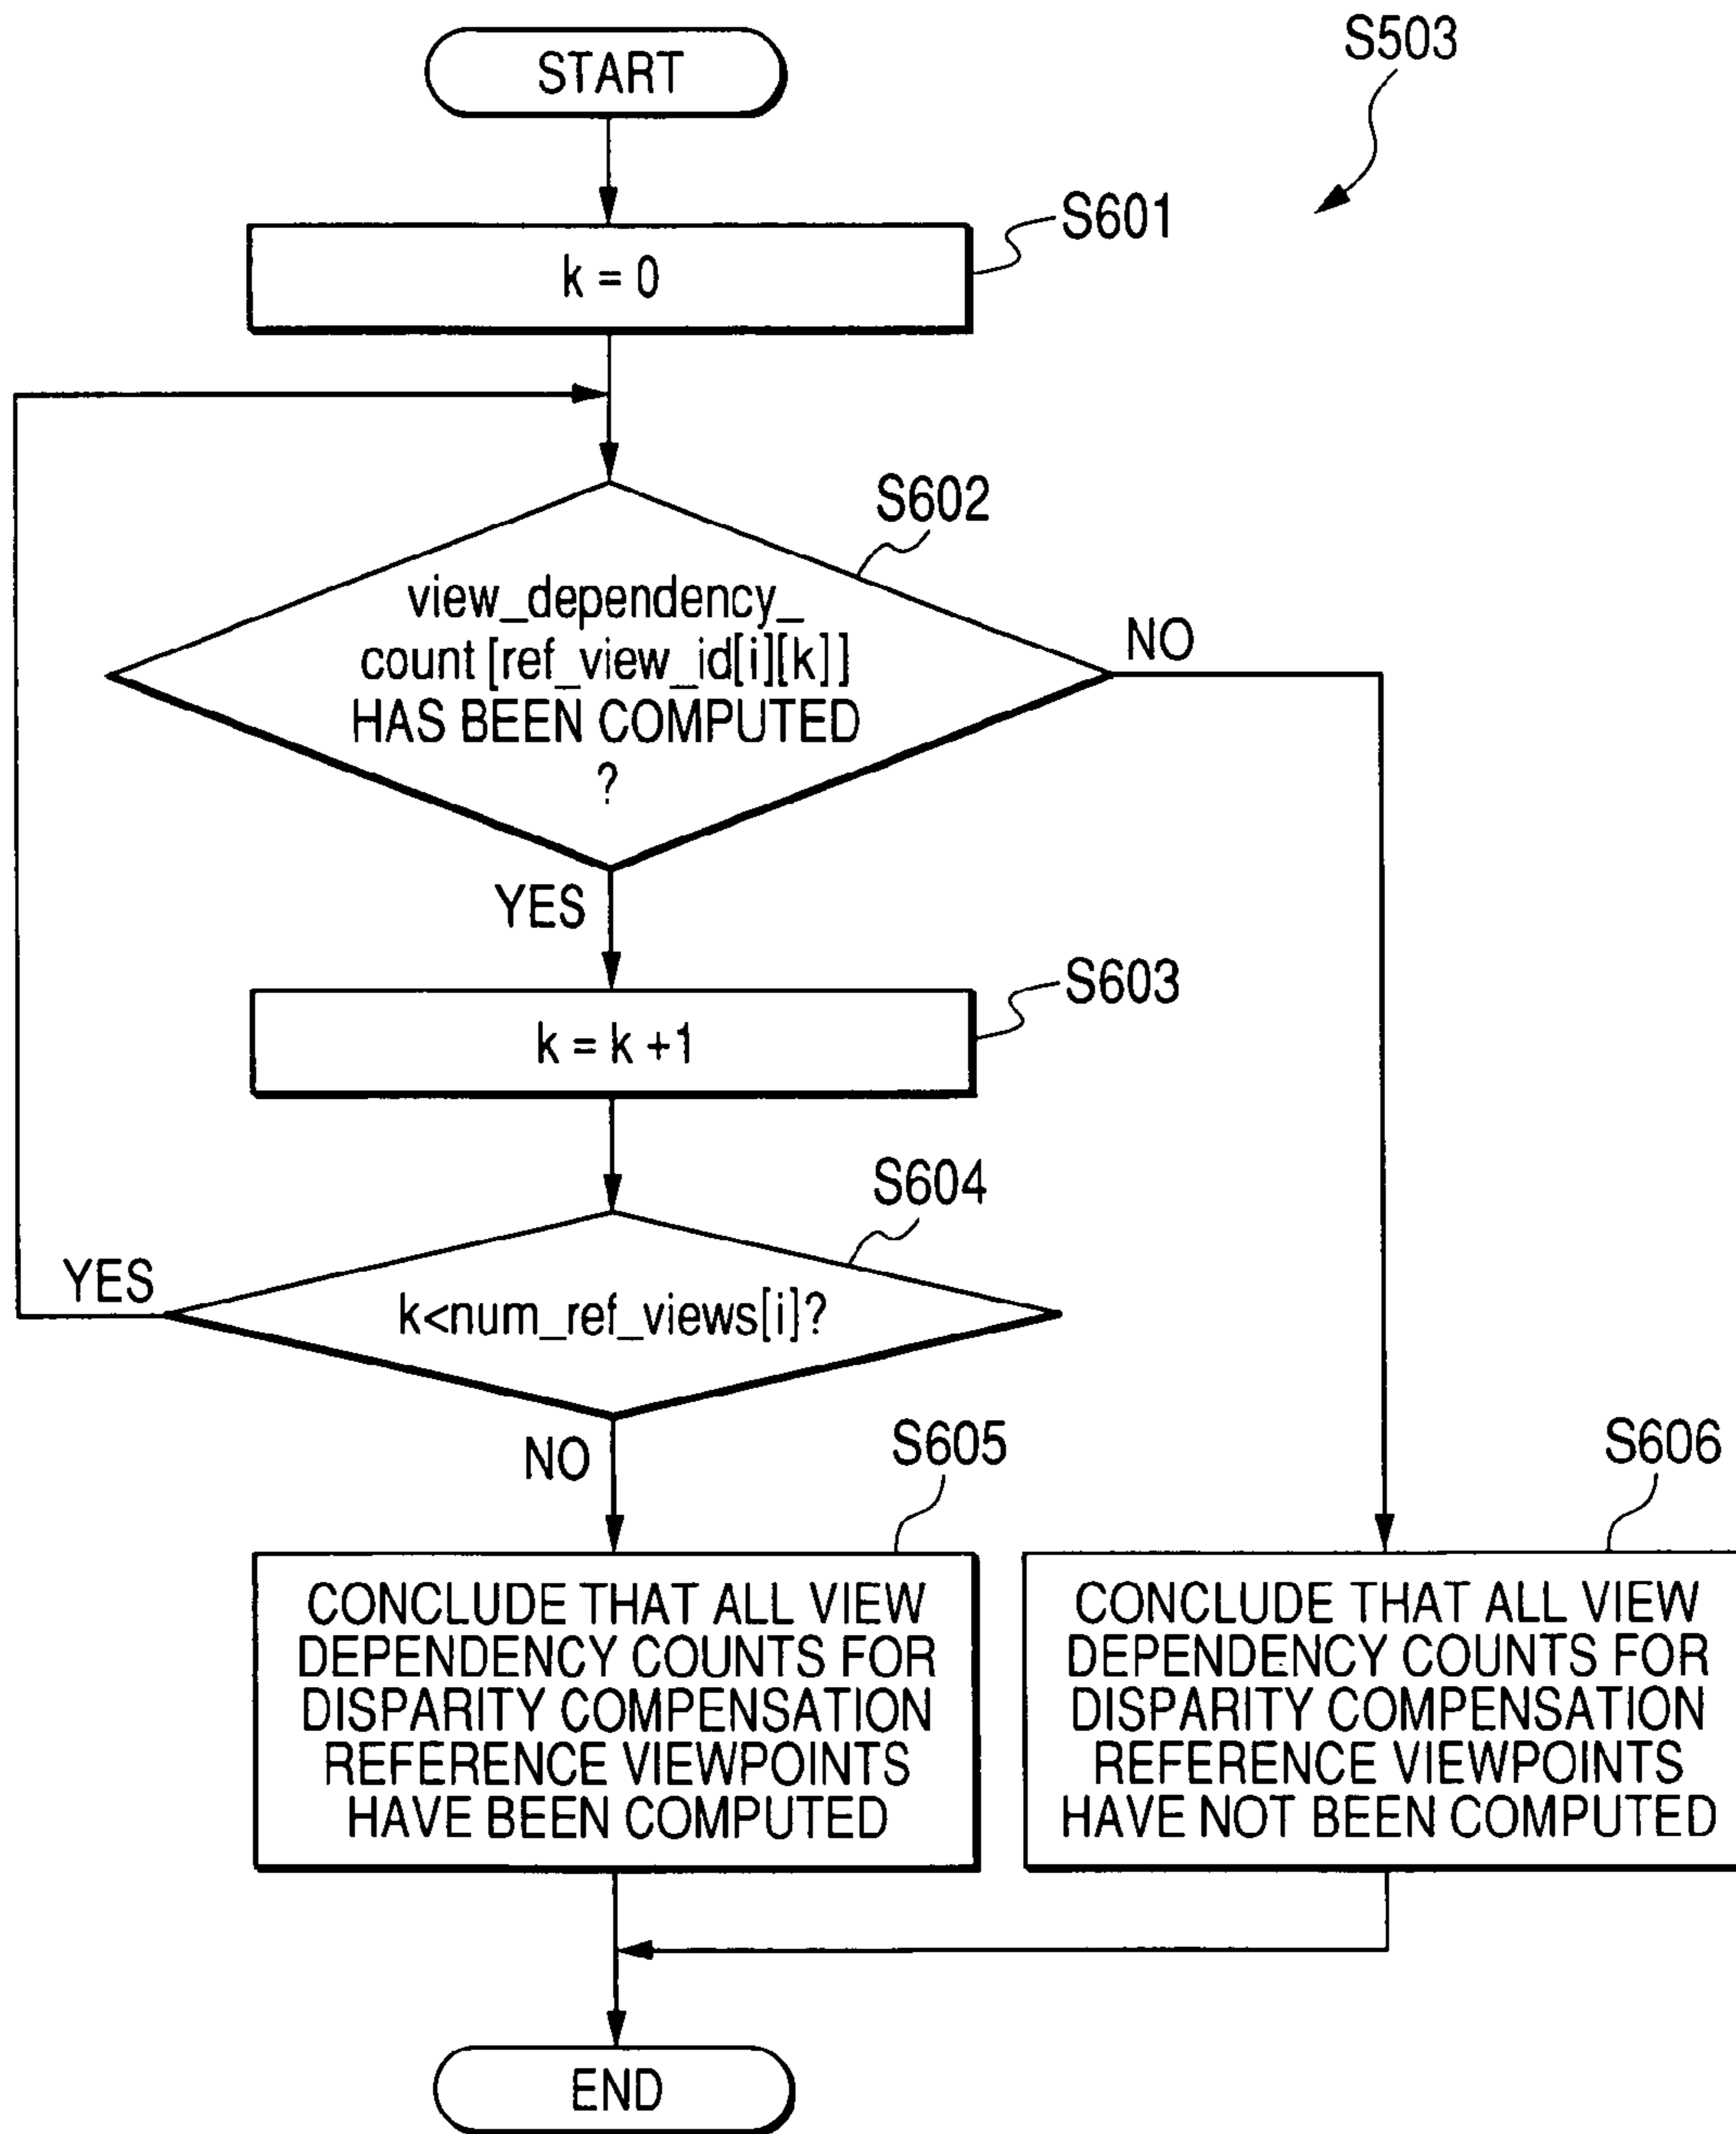 START
S503
S601
k = 0
S602
view_dependency_
count [ref_view_id[i][k] ]
HAS BEEN COMPUTED
?
NO
YES
S603
k = k +1
S604
YES
k<num_ref_views[i]?
NO
S605
S606
CONCLUDE THAT ALL VIEW
DEPENDENCY COUNTS FOR
DISPARITY COMPENSATION
REFERENCE VIEWPOINTS
HAVE BEEN COMPUTED
CONCLUDE THAT ALL VIEW
DEPENDENCY COUNTS FOR
DISPARITY COMPENSATION
REFERENCE VIEWPOINTS
HAVE NOT BEEN COMPUTED
END